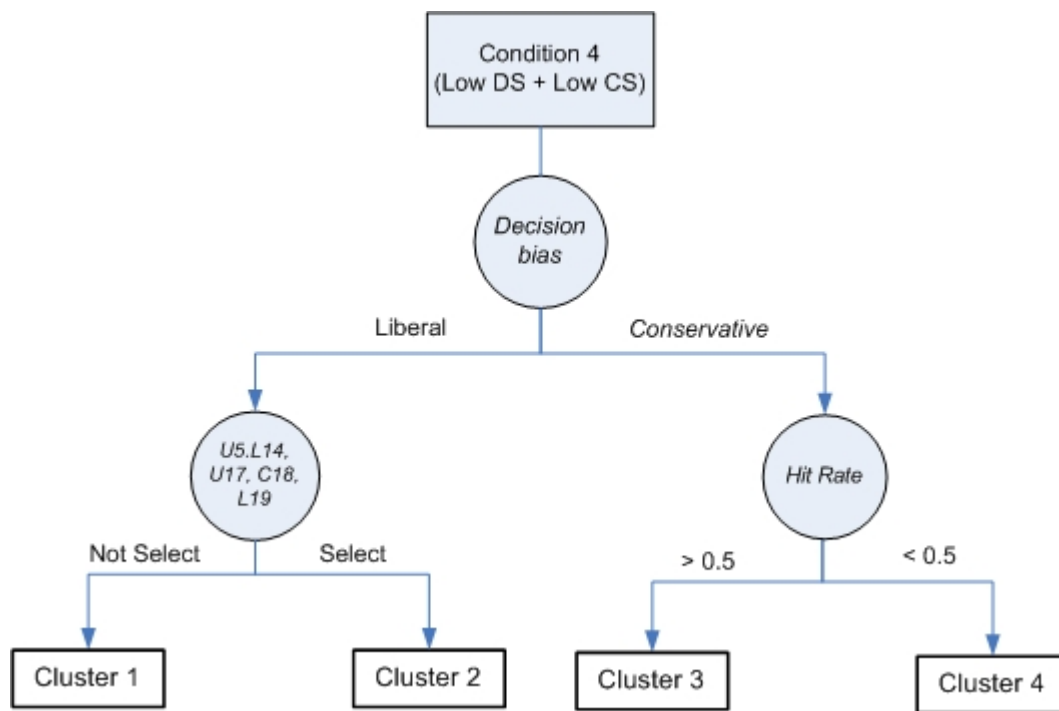 Condition 4
(Low DS + Low CS)
Decision
bias
Liberal
Conservative
U5.L14,
U17, C18,
L19
Hit Rate
Not Select
Select
> 0.5
< 0.5
Cluster 1
Cluster 2
Cluster 3
Cluster 4